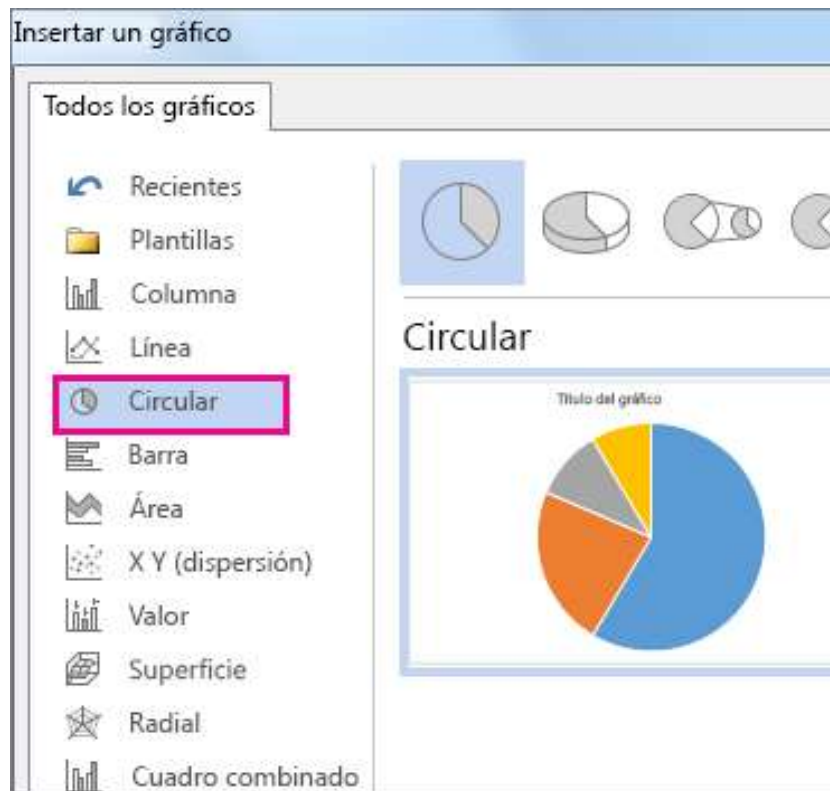 Insertar un gráfico
Todos los gráficos
Recientes
Plantillas
Columna
Línea
Circular
Barra
Área
X Y (dispersión)
Valor
Superficie
Radial
Cuadro combinado
Circular
Título del gráfico